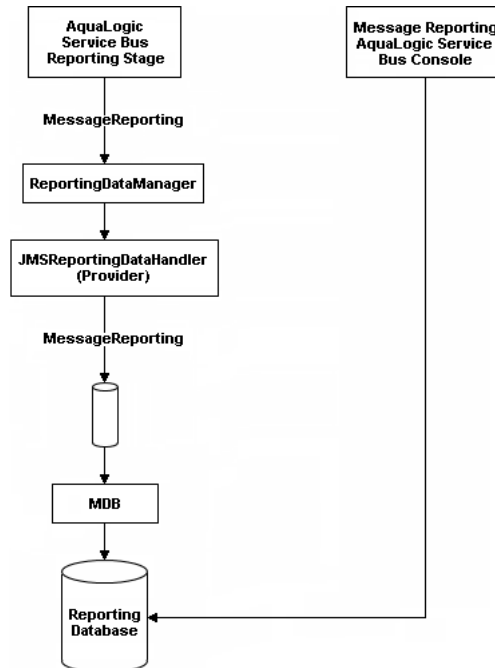 AquaLogic
Service Bus
Reporting Stage
Message Reporting
AquaLogic Service
Bus Console
MessageReporting
ReportingDataManager
JMSReportingDataHandler
(Provider)
MessageReporting
MDB
Reporting
Database